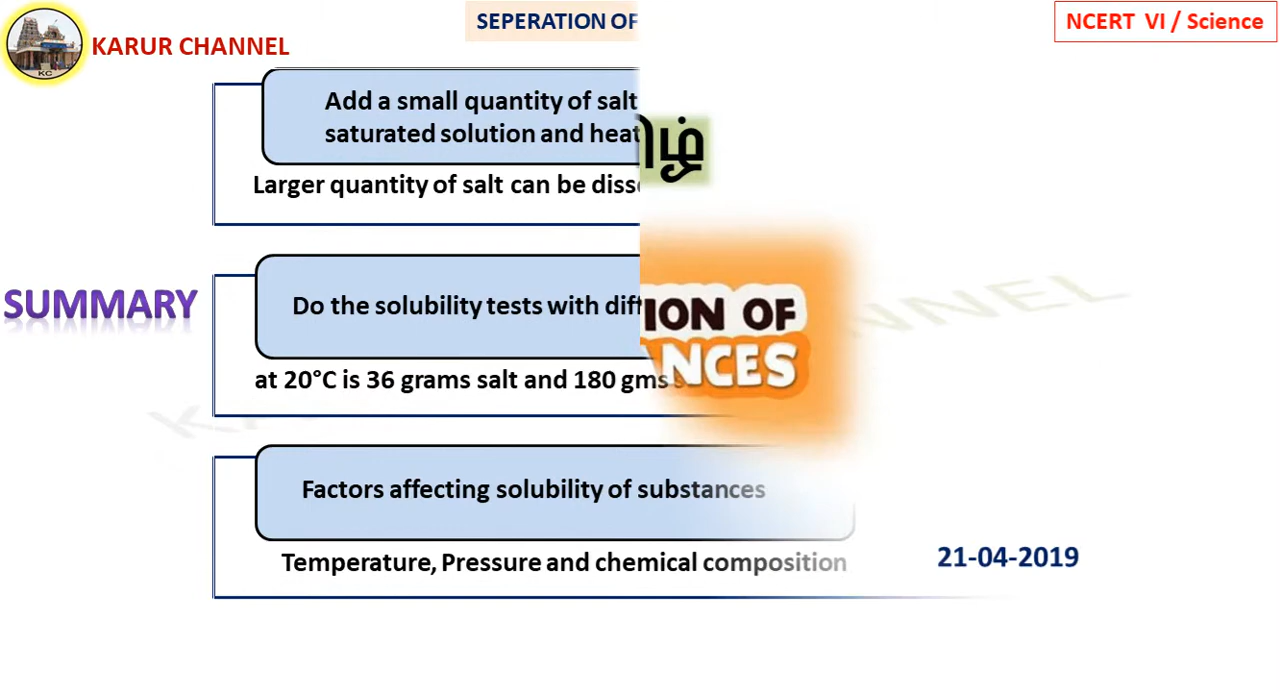 SEPERATION OF
NCERT VI / Science
KARUR CHANNEL
KC
Add a small quantity of salt
saturated solution and heat
Larger quantity of salt can be
SUMMARY
Do the solubility tests with
ION OF
NCES
at 20°C is 36 grams salt and 180 gms
Factors affecting solubility of substances
Temperature, Pressure and chemical composition
21-04-2019